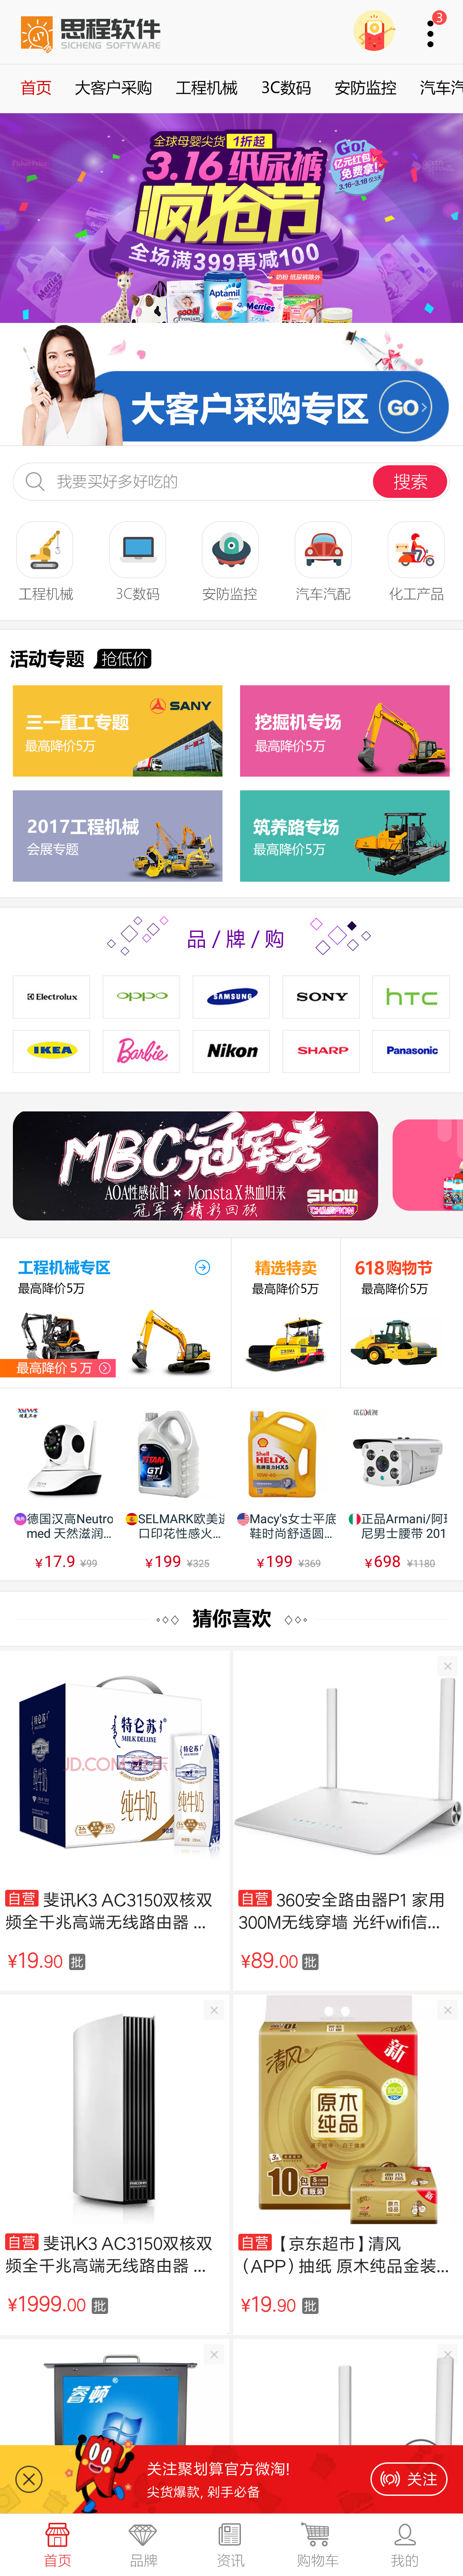 思程软件
SICHENG SOFTWARE
3
首页 大客户采购 工程机械 3C数码 安防监控 汽车汽
全球母婴尖货 1折起
3.16 纸尿裤
疯抢节
Go!
亿元红包
免费拿!
3.16-3.18
全场满399再减100
奶粉 纸尿裤除外
Aptamil
Merries
大客户采购专区 GO
我要买好多好吃的 搜索
工程机械 3C数码 安防监控 汽车汽配 化工产品
活动专题 抢低价
SANY
三一重工专题
最高降价5万
挖掘机专场
最高降价5万
2017工程机械
会展专题
筑养路专场
最高降价5万
品/牌/购
Electrolux oppo SAMSUNG SONY hTC
IKEA Barbie Nikon SHARP Panasonic
MBC冠军秀
AOA性感依旧 × Monsta X热血归来
冠军秀精彩回顾
SHOW CHAMPION
工程机械专区
最高降价5万
最高降价 5 万
精选特卖
最高降价5万
618购物节
最高降价5万
TITAN
GT1
Shell
HELIX
HX5
德国汉高Neutro
med 天然滋润...
¥17.9 ¥99
SELMARK欧美进
口印花性感火...
¥199 ¥325
Macy's女士平底
鞋时尚舒适圆...
¥199 ¥369
正品Armani/阿玛
尼男士腰带 201
¥698 ¥1180
猜你喜欢
特仑苏
MILK DELUXE
纯牛奶
特仑苏
纯牛奶
JD.COM
自营 斐讯K3 AC3150双核双
频全千兆高端无线路由器 ...
¥19.90 批
自营 360安全路由器P1 家用
300M无线穿墙 光纤wifi信...
¥89.00 批
自营 斐讯K3 AC3150双核双
频全千兆高端无线路由器 ...
¥1999.00 批
清风
新
原木
纯品
10包
自营 【京东超市】清风
（APP）抽纸 原木纯品金装...
¥19.90 批
睿顿
关注聚划算官方微淘!
尖货爆款, 剁手必备
关注
首页 品牌 资讯 购物车 我的